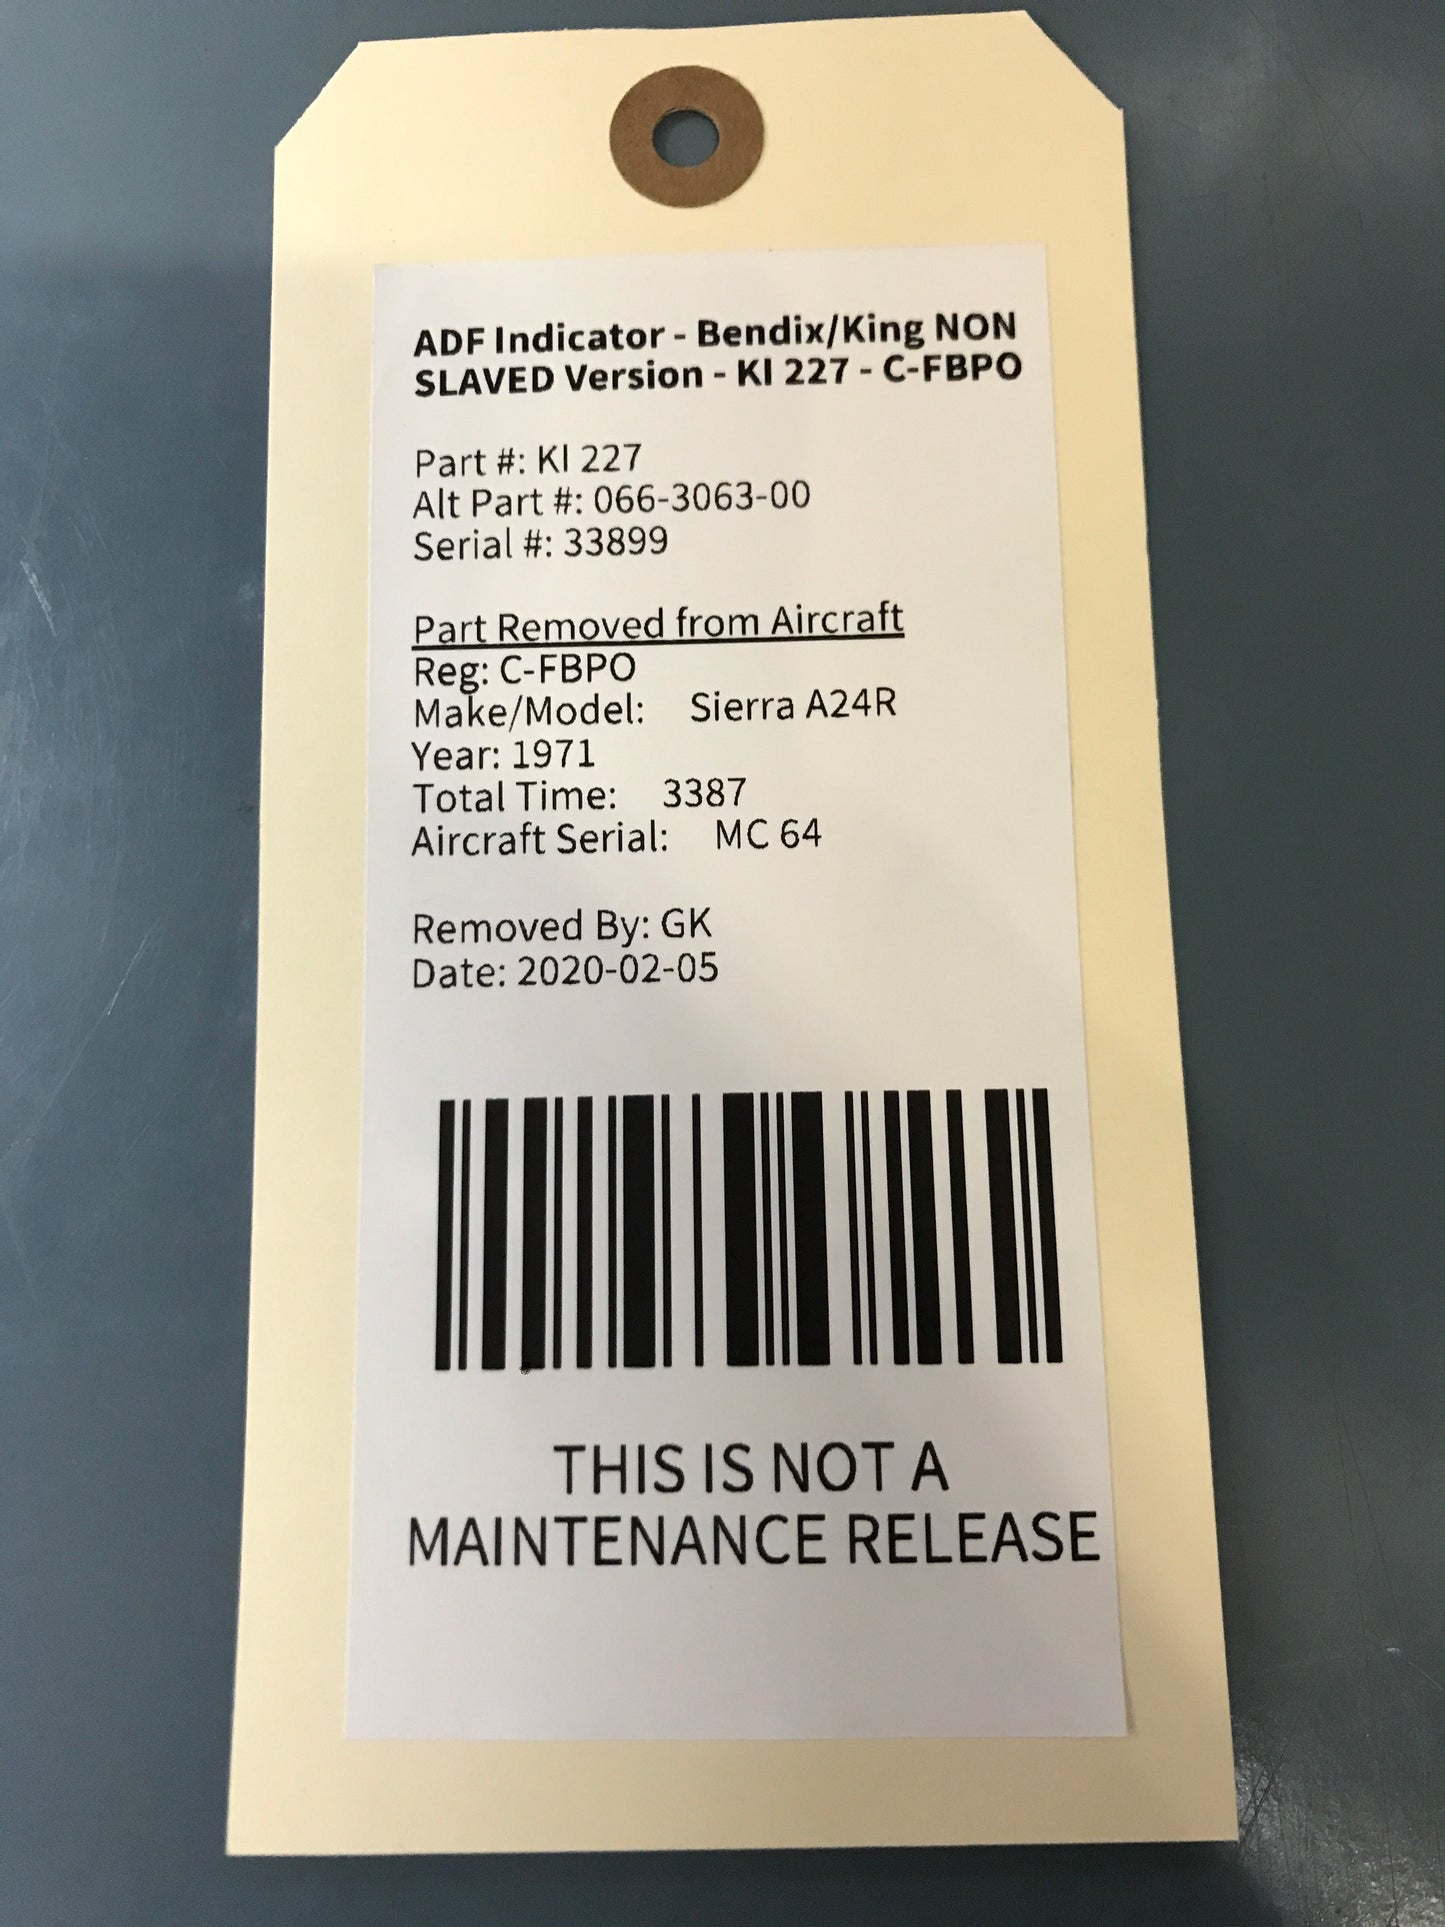 ADF Indicator - Bendix/King NON
SLAVED Version - KI 227 - C-FBPO
Part #: KI 227
Alt Part #: 066-3063-00
Serial #: 33899
Part Removed from Aircraft
Reg: C-FBPO
Make/Model: Sierra A24R
Year: 1971
Total Time: 3387
Aircraft Serial: MC 64
Removed By: GK
Date: 2020-02-05
THIS IS NOT A
MAINTENANCE RELEASE